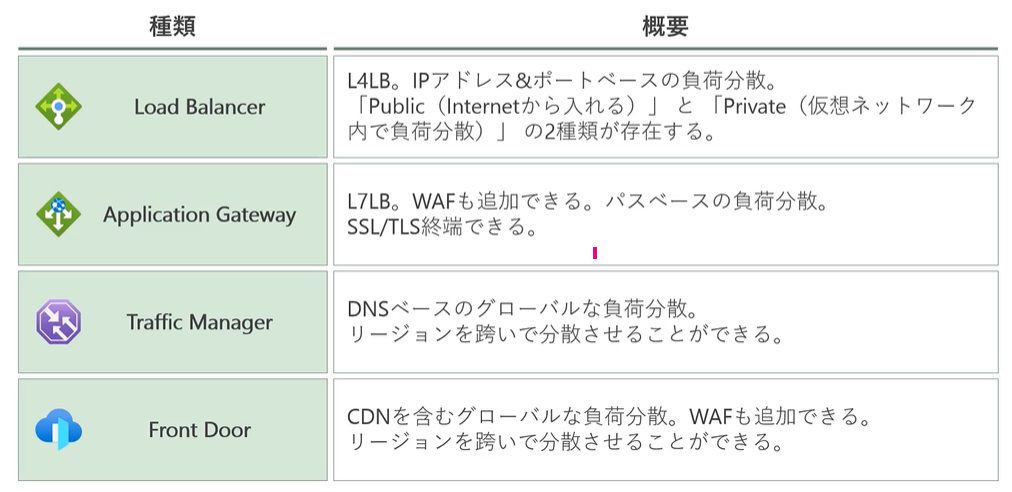 種類
概要
Load Balancer
L4LB。IPアドレス&ポートベースの負荷分散。
「Public（Internetから入れる）」 と 「Private（仮想ネットワーク
内で負荷分散）」 の2種類が存在する。
Application Gateway
L7LB。WAFも追加できる。パスベースの負荷分散。
SSL/TLS終端できる。
Traffic Manager
DNSベースのグローバルな負荷分散。
リージョンを跨いで分散させることができる。
Front Door
CDNを含むグローバルな負荷分散。WAFも追加できる。
リージョンを跨いで分散させることができる。